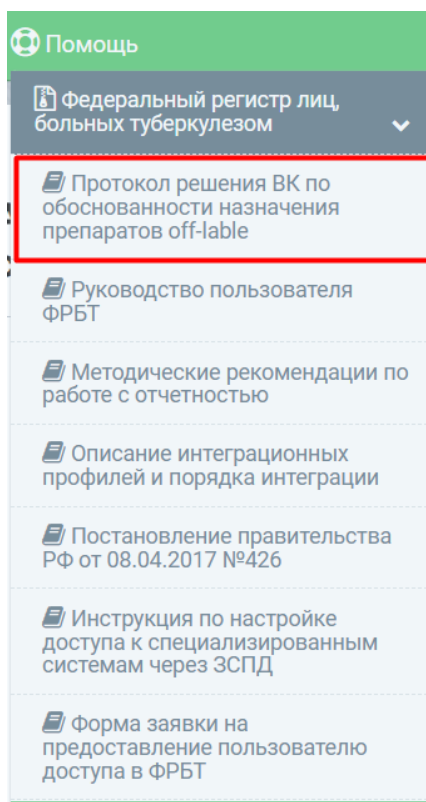 Помощь
Федеральный регистр лиц,
больных туберкулезом
Протокол решения ВК по
обоснованности назначения
препаратов off-lable
Руководство пользователя
ФРБТ
Методические рекомендации по
работе с отчетностью
Описание интеграционных
профилей и порядка интеграции
Постановление правительства
РФ от 08.04.2017 №426
Инструкция по настройке
доступа к специализированным
системам через ЗСПД
Форма заявки на
предоставление пользователю
доступа в ФРБТ